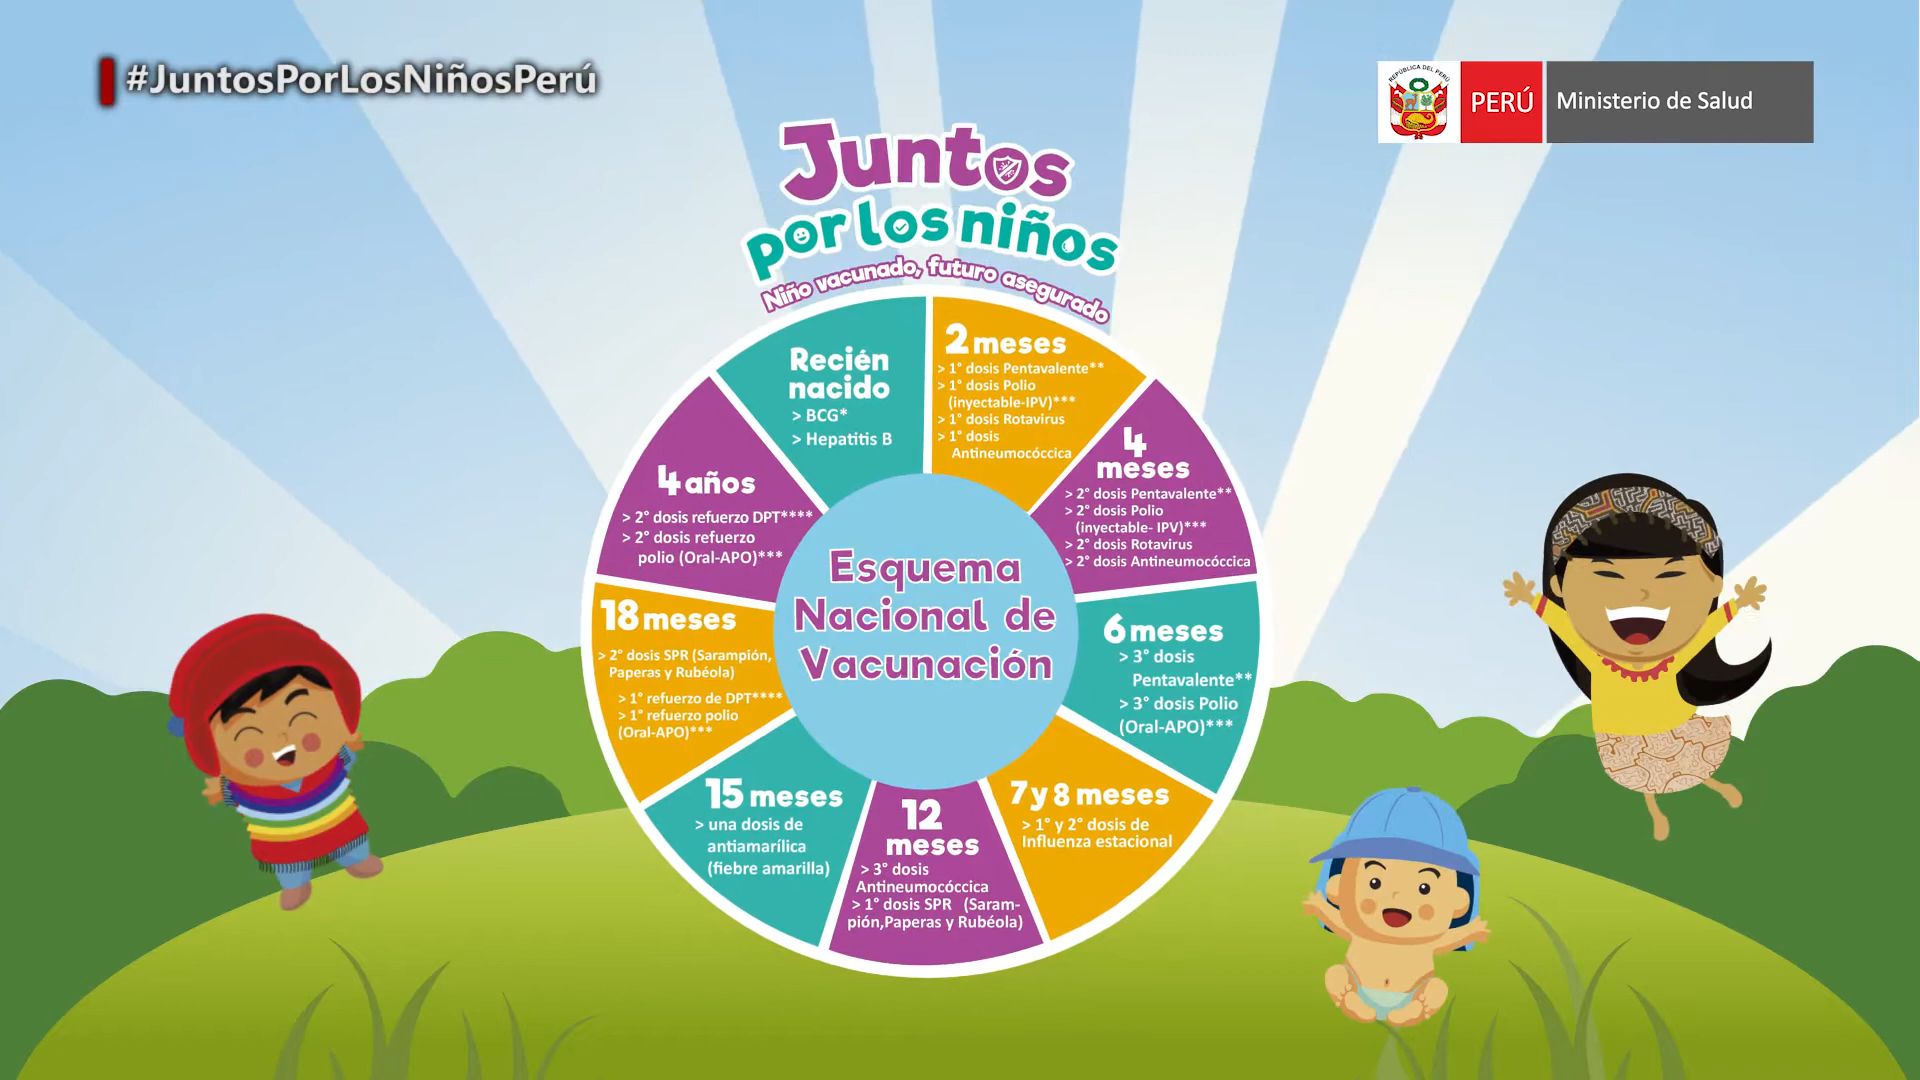 #JuntosPorLosNiñosPerú
REPÚBLICA DEL PERÚ
PERÚ
Ministerio de Salud
Juntos
por los niños
Niño vacunado, futuro asegurado
Recién
nacido
> BCG*
> Hepatitis B
2 meses
> 1° dosis Pentavalente**
> 1° dosis Polio
(inyectable-IPV)***
> 1° dosis Rotavirus
> 1° dosis
Antineumocóccica
4
meses
> 2° dosis Pentavalente**
> 2° dosis Polio
(inyectable- IPV)***
> 2° dosis Rotavirus
> 2° dosis Antineumocóccica
6 meses
> 3° dosis
Pentavalente**
> 3° dosis Polio
(Oral-APO)***
7 y 8 meses
> 1° y 2° dosis de
Influenza estacional
12
meses
> 3° dosis
Antineumocóccica
> 1° dosis SPR (Saram-
pión,Paperas y Rubéola)
15 meses
> una dosis de
antiamarílica
(fiebre amarilla)
18 meses
> 2° dosis SPR (Sarampión,
Paperas y Rubéola)
> 1° refuerzo de DPT****
> 1° refuerzo polio
(Oral-APO)***
4 años
> 2° dosis refuerzo DPT****
> 2° dosis refuerzo
polio (Oral-APO)***
Esquema
Nacional de
Vacunación